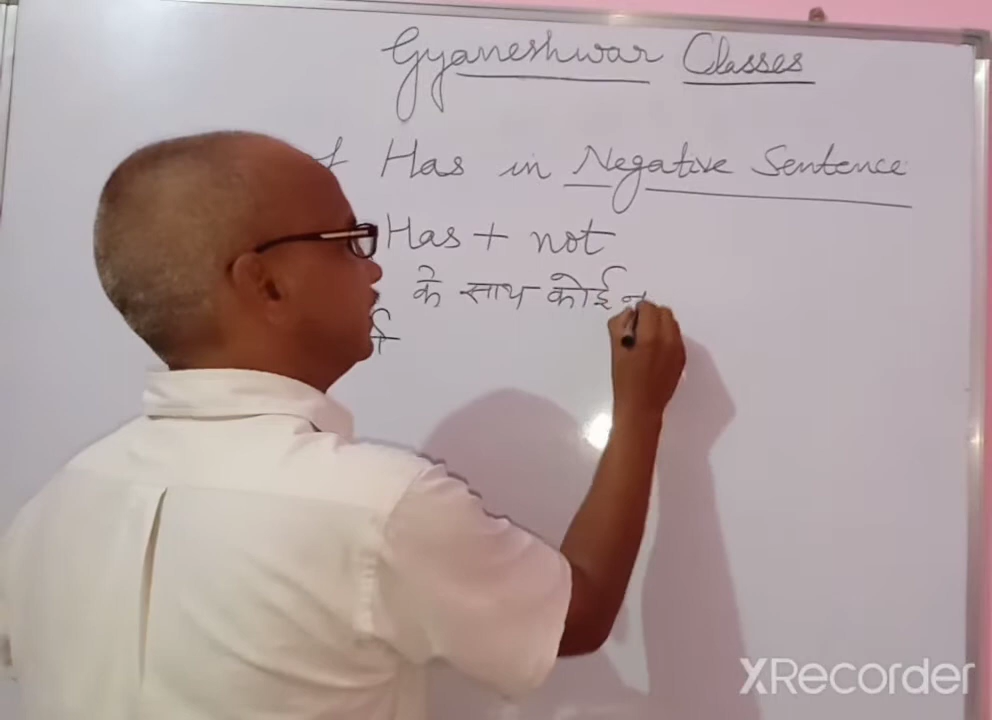 Gyaneshwar Classes
Has in Negative Sentence
Has + not
के साथ कोई
XRecorder